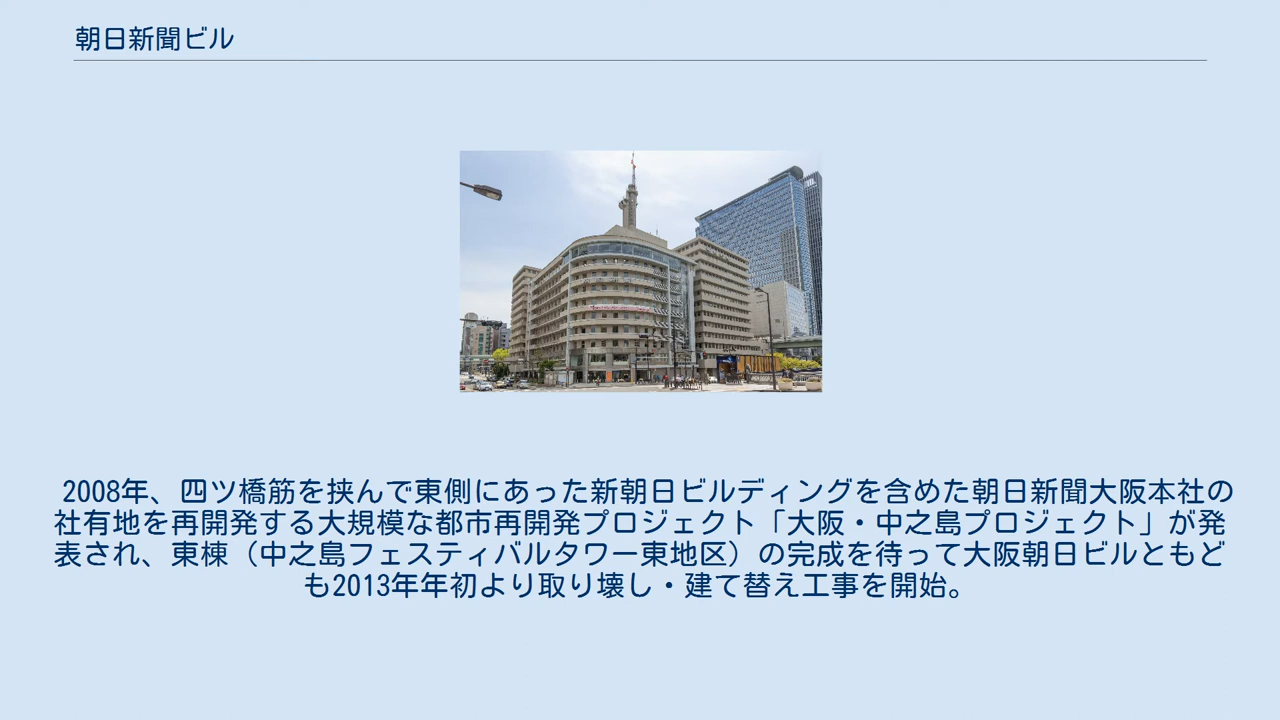 朝日新聞ビル
2008年、四ツ橋筋を挟んで東側にあった新朝日ビルディングを含めた朝日新聞大阪本社の
社有地を再開発する大規模な都市再開発プロジェクト「大阪・中之島プロジェクト」が発
表され、東棟（中之島フェスティバルタワー東地区）の完成を待って大阪朝日ビルともど
も2013年年初より取り壊し・建て替え工事を開始。